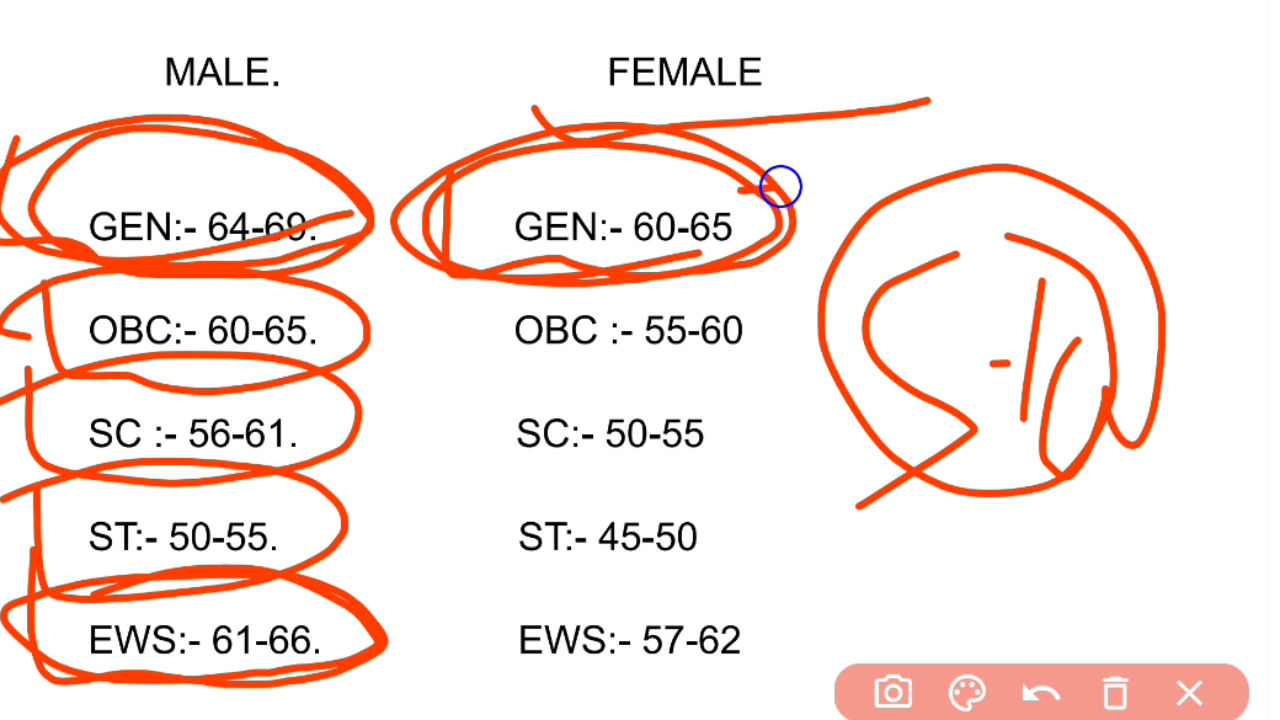 MALE. FEMALE
GEN:- 64-69. GEN:- 60-65
OBC:- 60-65. OBC :- 55-60
SC :- 56-61. SC:- 50-55
ST:- 50-55. ST:- 45-50
EWS:- 61-66. EWS:- 57-62